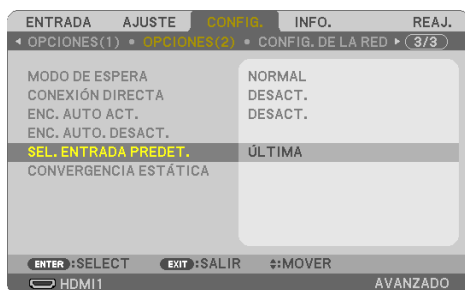 ENTRADA AJUSTE CONFIG. INFO. REAJ.
OPCIONES(1) • OPCIONES(2) • CONFIG. DE LA RED 3/3
MODO DE ESPERA NORMAL
CONEXIÓN DIRECTA DESACT.
ENC. AUTO ACT. DESACT.
ENC. AUTO. DESACT.
SEL. ENTRADA PREDET. ÚLTIMA
CONVERGENCIA ESTÁTICA
ENTER :SELECT EXIT :SALIR :MOVER
HDMI1 AVANZADO